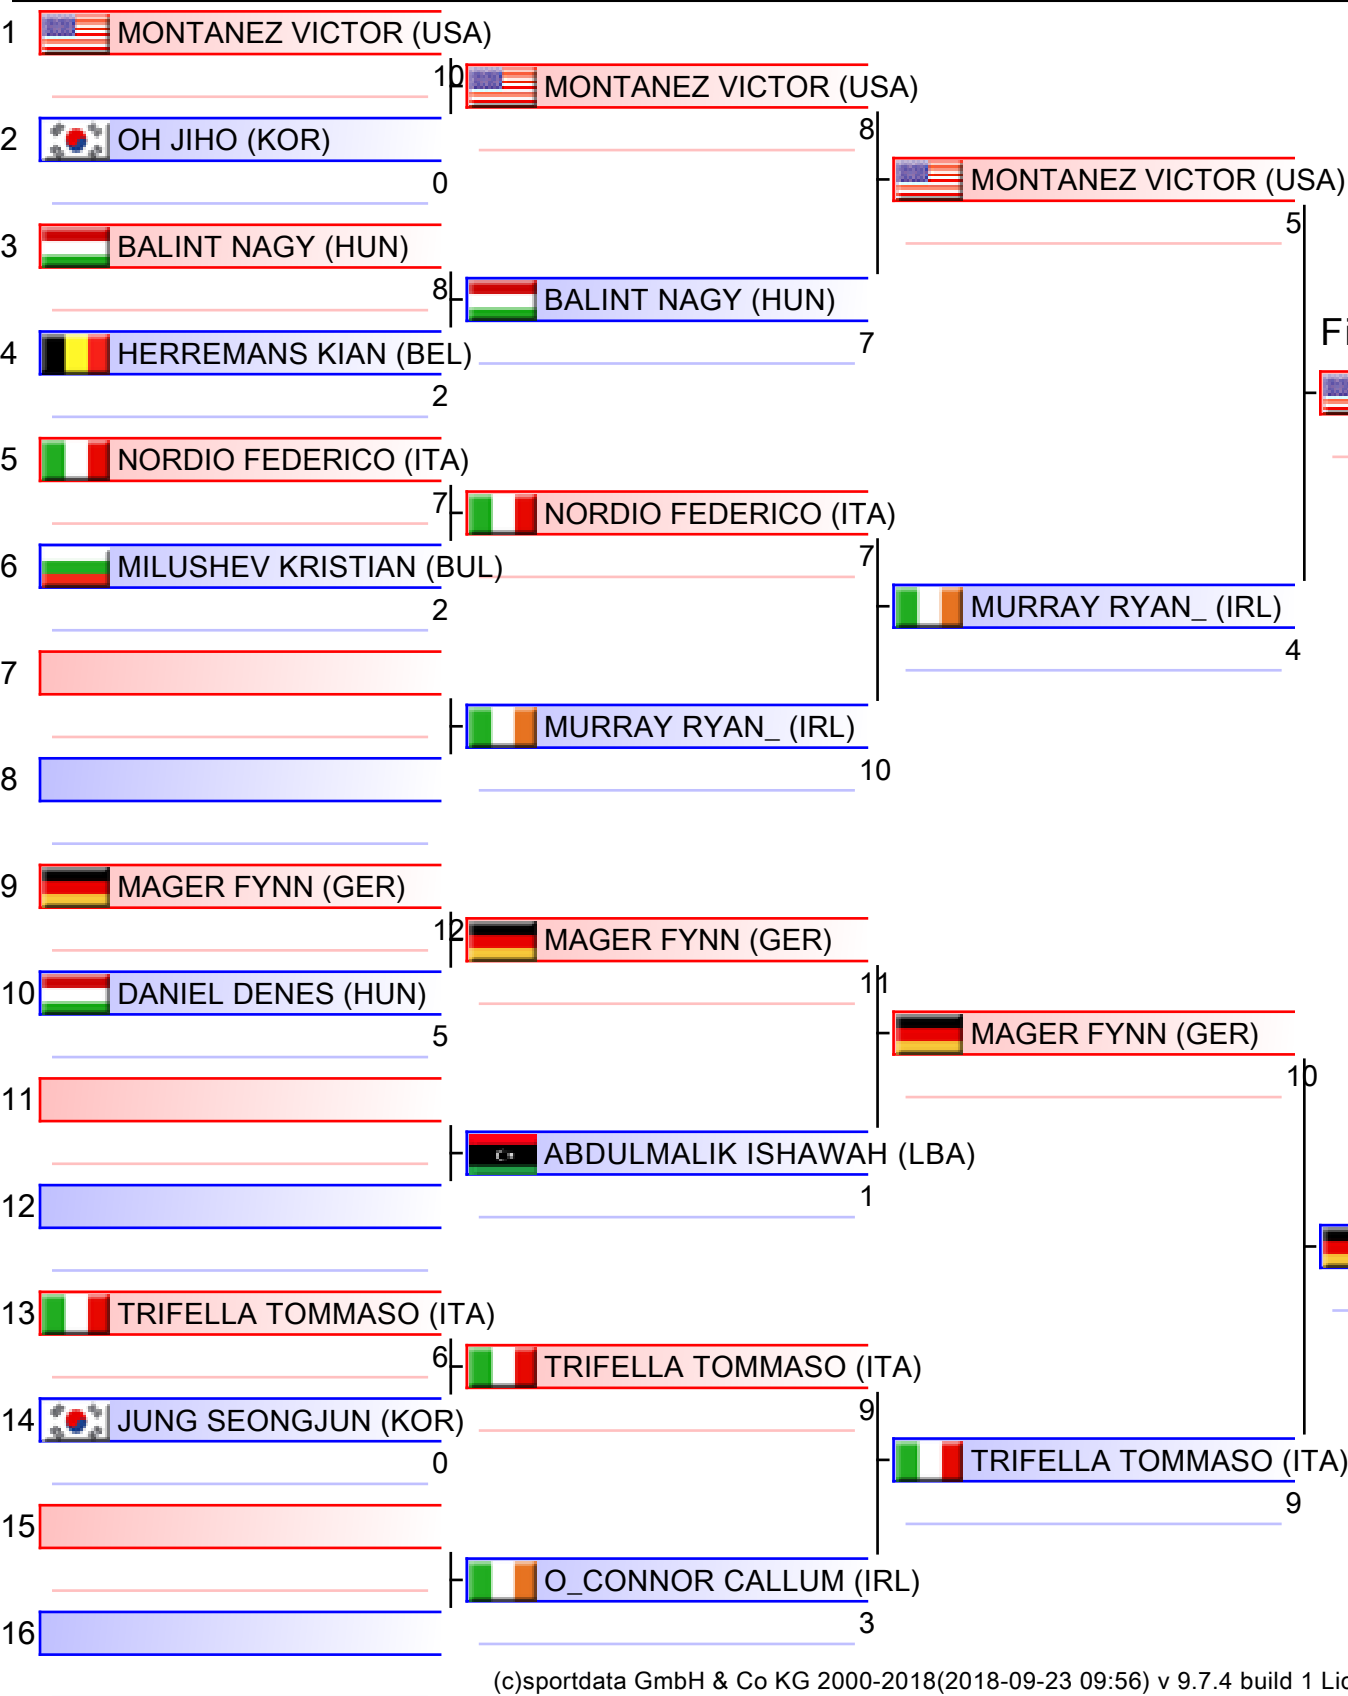 1 MONTANEZ VICTOR (USA)
10 MONTANEZ VICTOR (USA)
2 OH JIHO (KOR)
8
0
MONTANEZ VICTOR (USA)
5
3 BALINT NAGY (HUN)
8 BALINT NAGY (HUN)
7
4 HERREMANS KIAN (BEL)
2
5 NORDIO FEDERICO (ITA)
7 NORDIO FEDERICO (ITA)
7
6 MILUSHEV KRISTIAN (BUL)
2
MURRAY RYAN_ (IRL)
4
7
MURRAY RYAN_ (IRL)
10
8
9 MAGER FYNN (GER)
12 MAGER FYNN (GER)
11
10 DANIEL DENES (HUN)
5
MAGER FYNN (GER)
10
11
ABDULMALIK ISHAWAH (LBA)
1
12
13 TRIFELLA TOMMASO (ITA)
6 TRIFELLA TOMMASO (ITA)
9
14 JUNG SEONGJUN (KOR)
0
TRIFELLA TOMMASO (ITA)
9
15
O_CONNOR CALLUM (IRL)
3
16
(c)sportdata GmbH & Co KG 2000-2018(2018-09-23 09:56) v 9.7.4 build 1